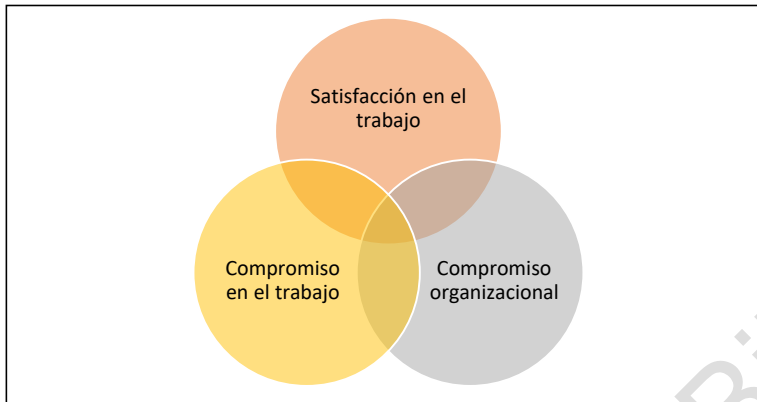 Satisfacción en el
trabajo
Compromiso
en el trabajo
Compromiso
organizacional